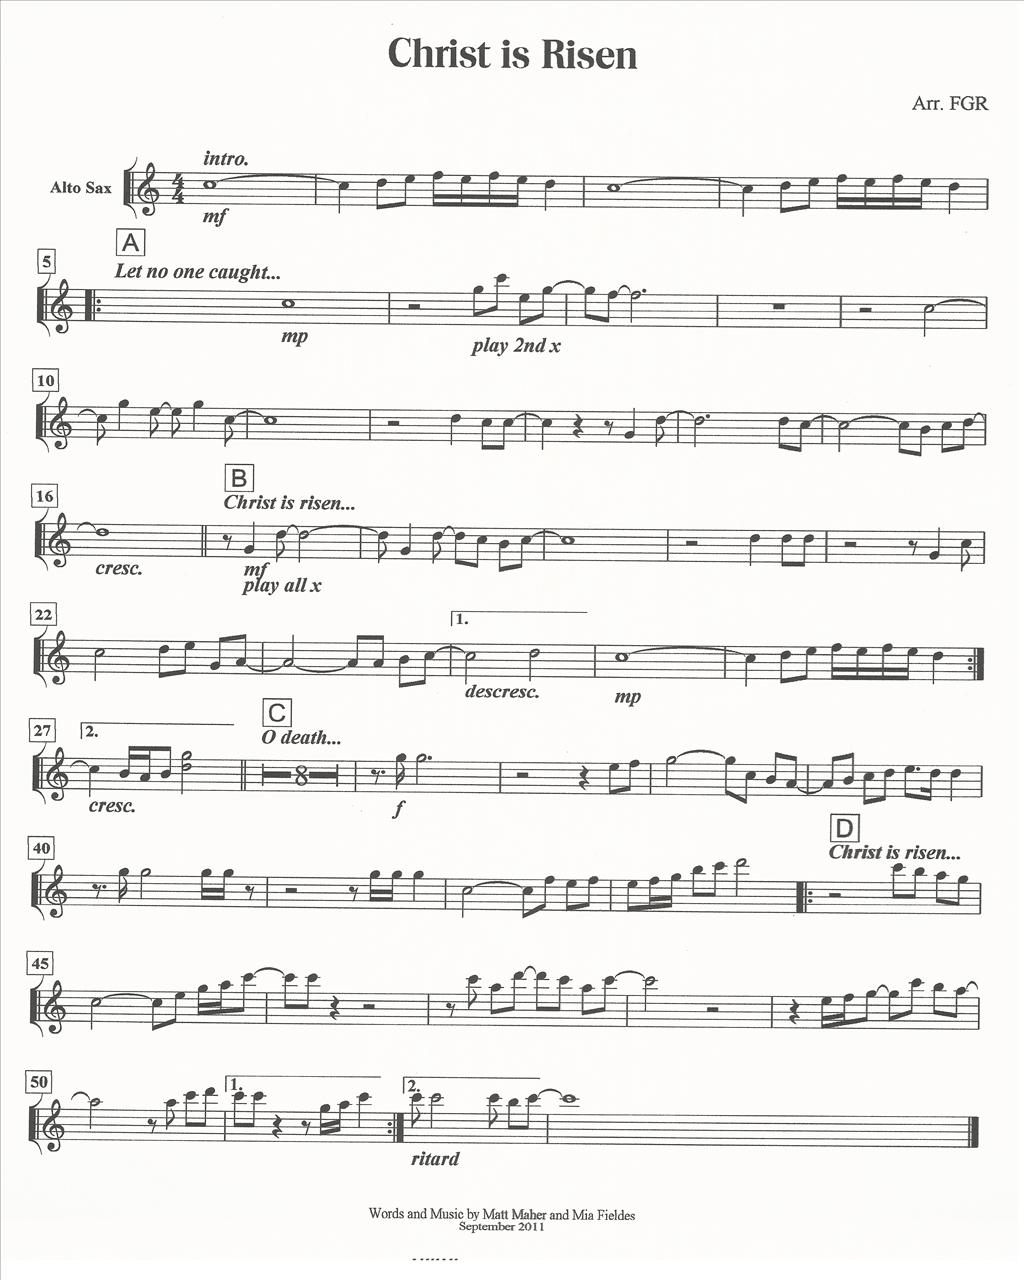 Christ is Risen
Arr. FGR
intro.
Alto Sax
4
4
mf
5
A
Let no one caught...
mp
play 2nd x
10
16
B
Christ is risen...
cresc.
mf
play all x
22
1.
descresc.
mp
27
2.
C
O death...
8
cresc.
f
40
D
Christ is risen...
45
50
1.
2.
ritard
Words and Music by Matt Maher and Mia Fieldes
September 2011